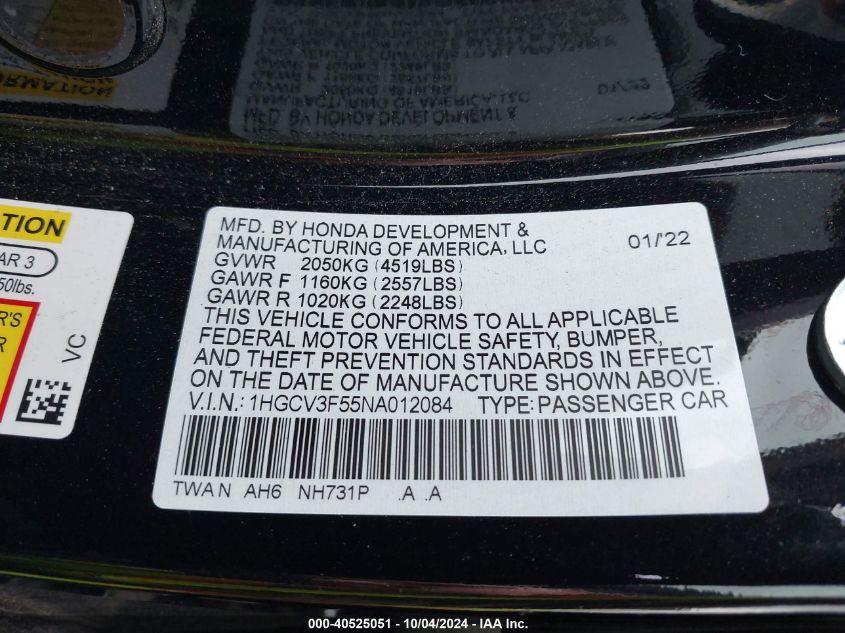 MFD. BY HONDA DEVELOPMENT &
MANUFACTURING OF AMERICA, LLC 01/'22
GVWR 2050KG (4519LBS)
GAWR F 1160KG (2557LBS)
GAWR R 1020KG (2248LBS)
THIS VEHICLE CONFORMS TO ALL APPLICABLE
FEDERAL MOTOR VEHICLE SAFETY, BUMPER,
AND THEFT PREVENTION STANDARDS IN EFFECT
ON THE DATE OF MANUFACTURE SHOWN ABOVE.
V.I.N.: 1HGCV3F55NA012084 TYPE: PASSENGER CAR
TWA N AH6 NH731P .A .A
TION
AR 3
50lbs.
R'S
R
VC
000-40525051 - 10/04/2024 - IAA Inc.